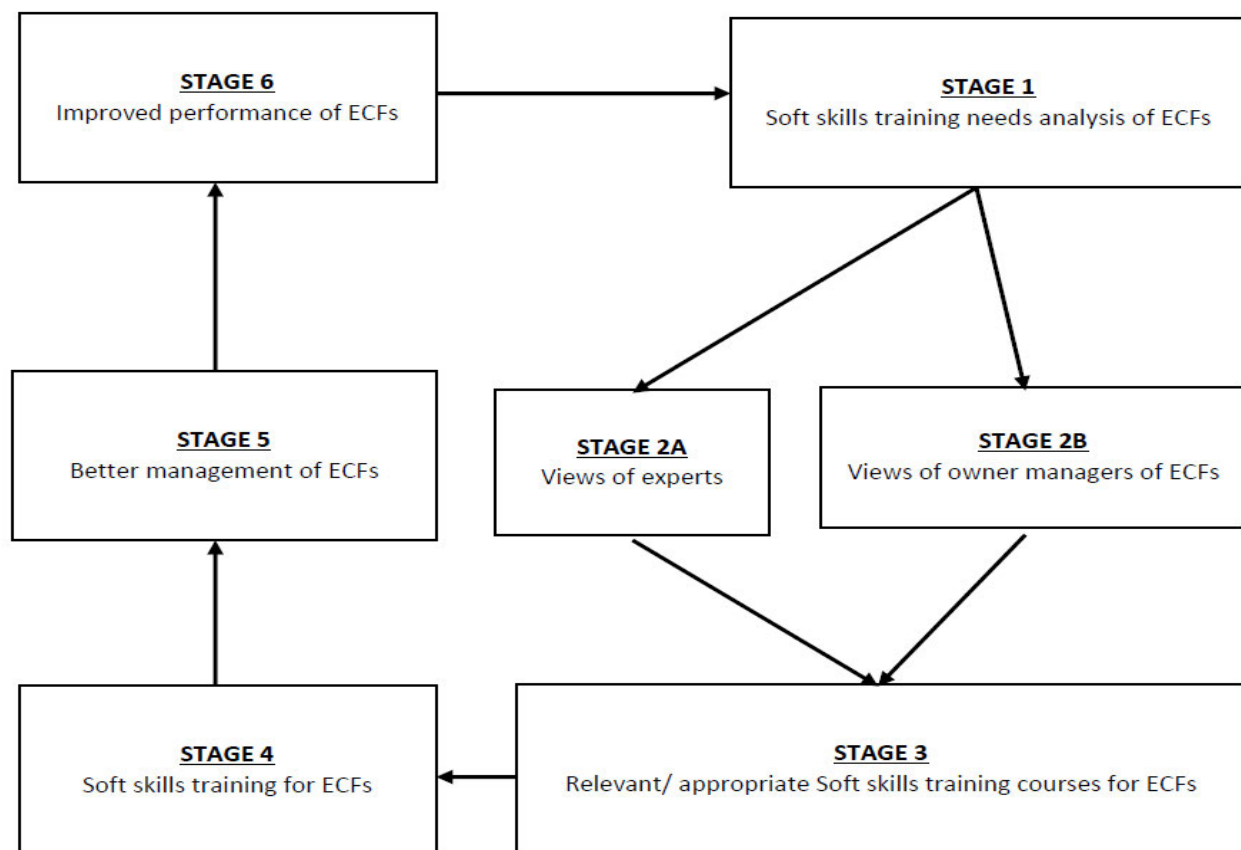 STAGE 6
Improved performance of ECFs
STAGE 1
Soft skills training needs analysis of ECFs
STAGE 5
Better management of ECFs
STAGE 2A
Views of experts
STAGE 2B
Views of owner managers of ECFs
STAGE 4
Soft skills training for ECFs
STAGE 3
Relevant/ appropriate Soft skills training courses for ECFs